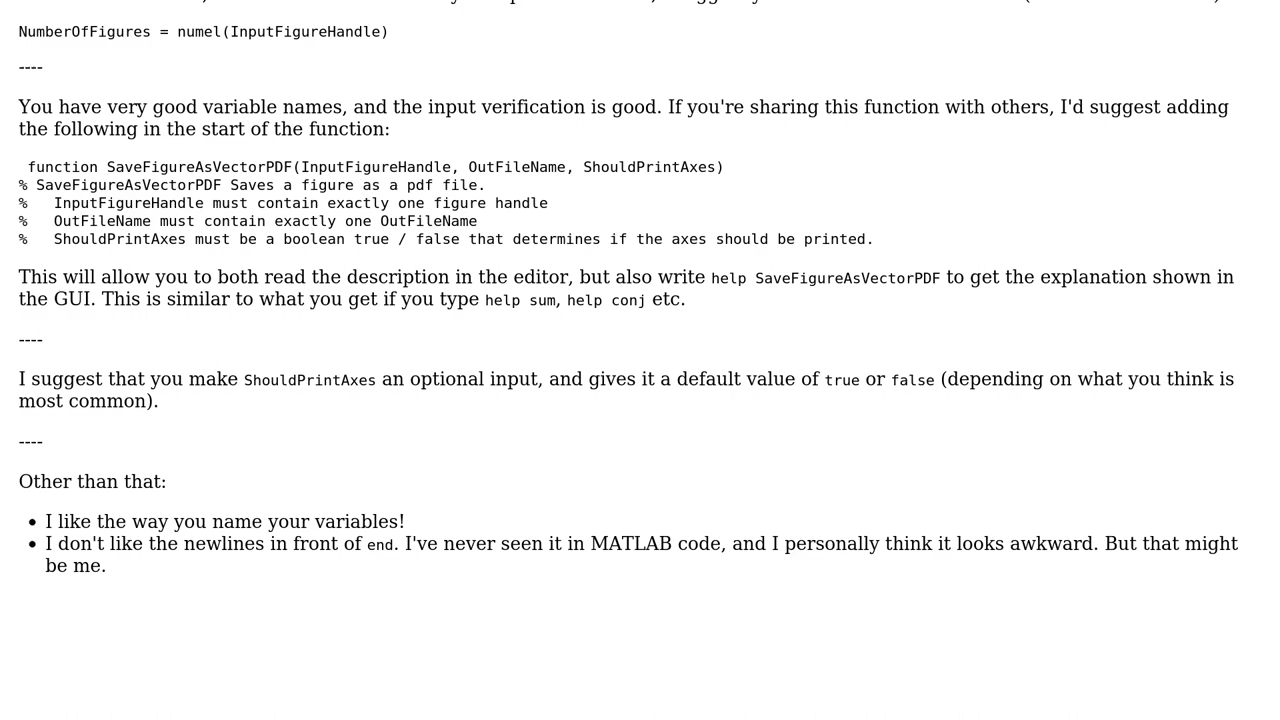 NumberOfFigures = numel(InputFigureHandle)
----
You have very good variable names, and the input verification is good. If you're sharing this function with others, I'd suggest adding
the following in the start of the function:
function SaveFigureAsVectorPDF(InputFigureHandle, OutFileName, ShouldPrintAxes)
% SaveFigureAsVectorPDF Saves a figure as a pdf file.
%   InputFigureHandle must contain exactly one figure handle
%   OutFileName must contain exactly one OutFileName
%   ShouldPrintAxes must be a boolean true / false that determines if the axes should be printed.
This will allow you to both read the description in the editor, but also write help SaveFigureAsVectorPDF to get the explanation shown in
the GUI. This is similar to what you get if you type help sum, help conj etc.
----
I suggest that you make ShouldPrintAxes an optional input, and gives it a default value of true or false (depending on what you think is
most common).
----
Other than that:
• I like the way you name your variables!
• I don't like the newlines in front of end. I've never seen it in MATLAB code, and I personally think it looks awkward. But that might
be me.